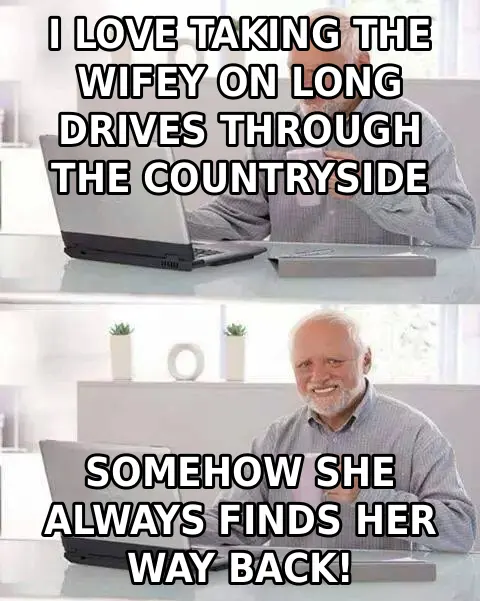 I LOVE TAKING THE
WIFEY ON LONG
DRIVES THROUGH
THE COUNTRYSIDE
SOMEHOW SHE
ALWAYS FINDS HER
WAY BACK!